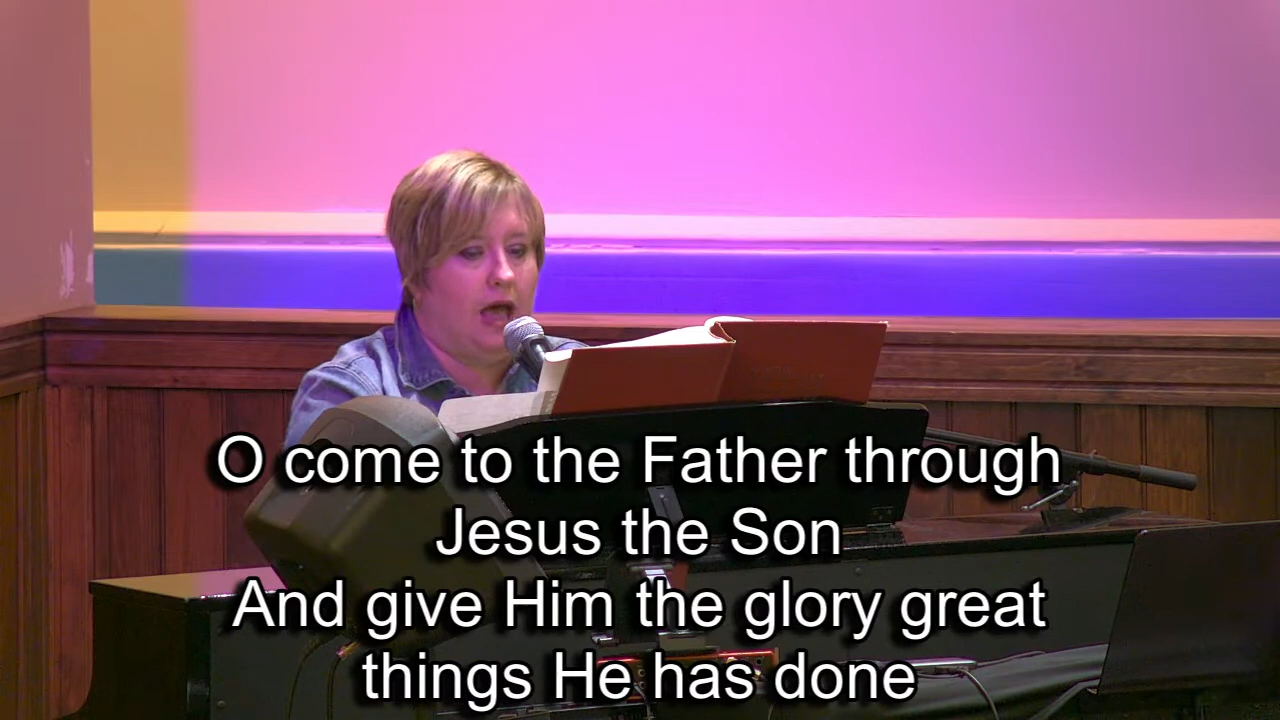 O come to the Father through
Jesus the Son
And give Him the glory great
things He has done